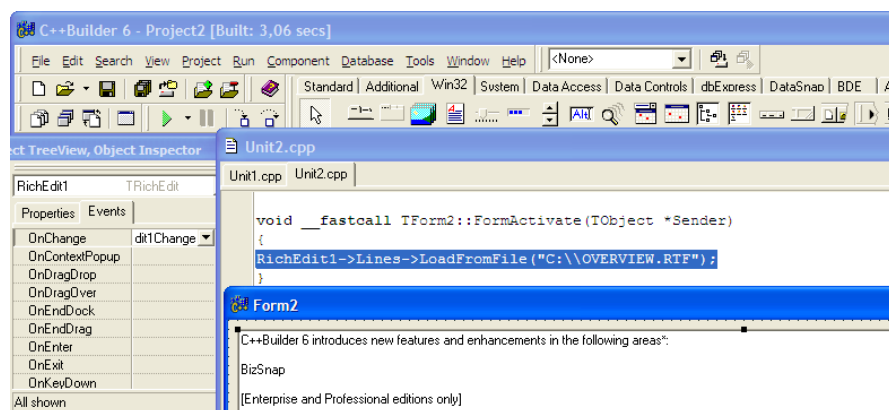 C++Builder 6 - Project2 [Built: 3,06 secs]
File Edit Search View Project Run Component Database Tools Window Help <None>
Standard Additional Win32 System Data Access Data Controls dbExpress DataSnap BDE
ect TreeView, Object Inspector
RichEdit1 TRichEdit
Properties Events
OnChange dit1Change
OnContextPopup
OnDragDrop
OnDragOver
OnEndDock
OnEndDrag
OnEnter
OnExit
OnKeyDown
All shown
Unit2.cpp
Unit1.cpp Unit2.cpp
void __fastcall TForm2::FormActivate(TObject *Sender)
{
RichEdit1->Lines->LoadFromFile("C:\\OVERVIEW.RTF");
}
Form2
C++Builder 6 introduces new features and enhancements in the following areas*:
BizSnap
[Enterprise and Professional editions only]